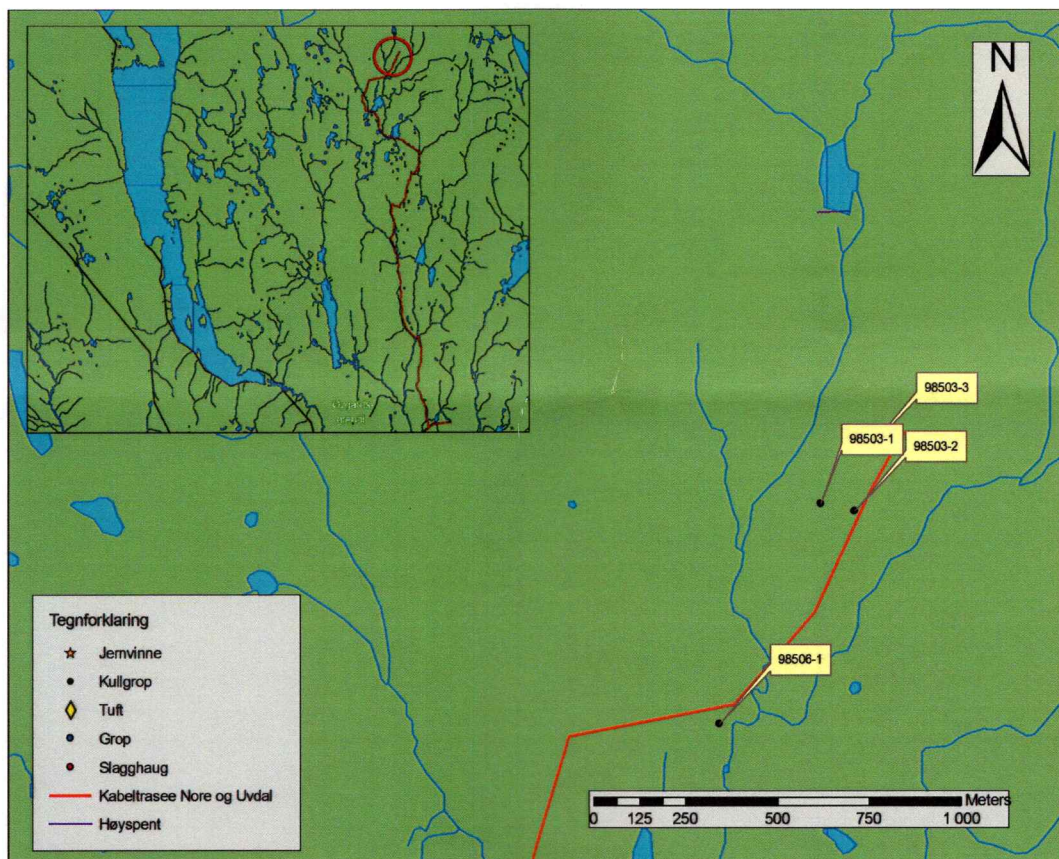 N
98503-3
98503-1
98503-2
98506-1
Tegnforklaring
Jernvinne
Kullgrop
Tuft
Grop
Slagghaug
Kabeltrasee Nore og Uvdal
Høyspent
Meters
0 125 250 500 750 1 000